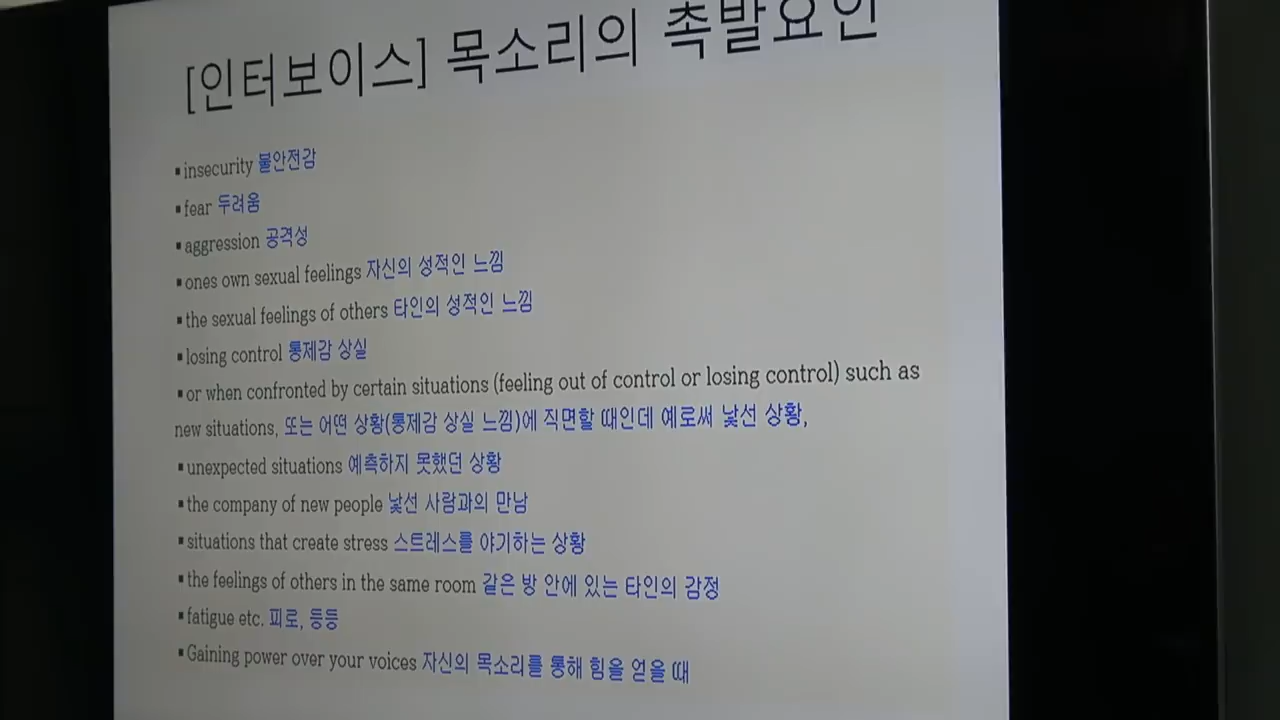 [인터보이스] 목소리의 촉발요인
▪insecurity 불안전감
▪fear 두려움
▪aggression 공격성
▪ones own sexual feelings 자신의 성적인 느낌
▪the sexual feelings of others 타인의 성적인 느낌
▪losing control 통제감 상실
▪or when confronted by certain situations (feeling out of control or losing control) such as
new situations, 또는 어떤 상황(통제감 상실 느낌)에 직면할 때인데 예로써 낯선 상황,
▪unexpected situations 예측하지 못했던 상황
▪the company of new people 낯선 사람과의 만남
▪situations that create stress 스트레스를 야기하는 상황
▪the feelings of others in the same room 같은 방 안에 있는 타인의 감정
▪fatigue etc. 피로, 등등
▪Gaining power over your voices 자신의 목소리를 통해 힘을 얻을 때